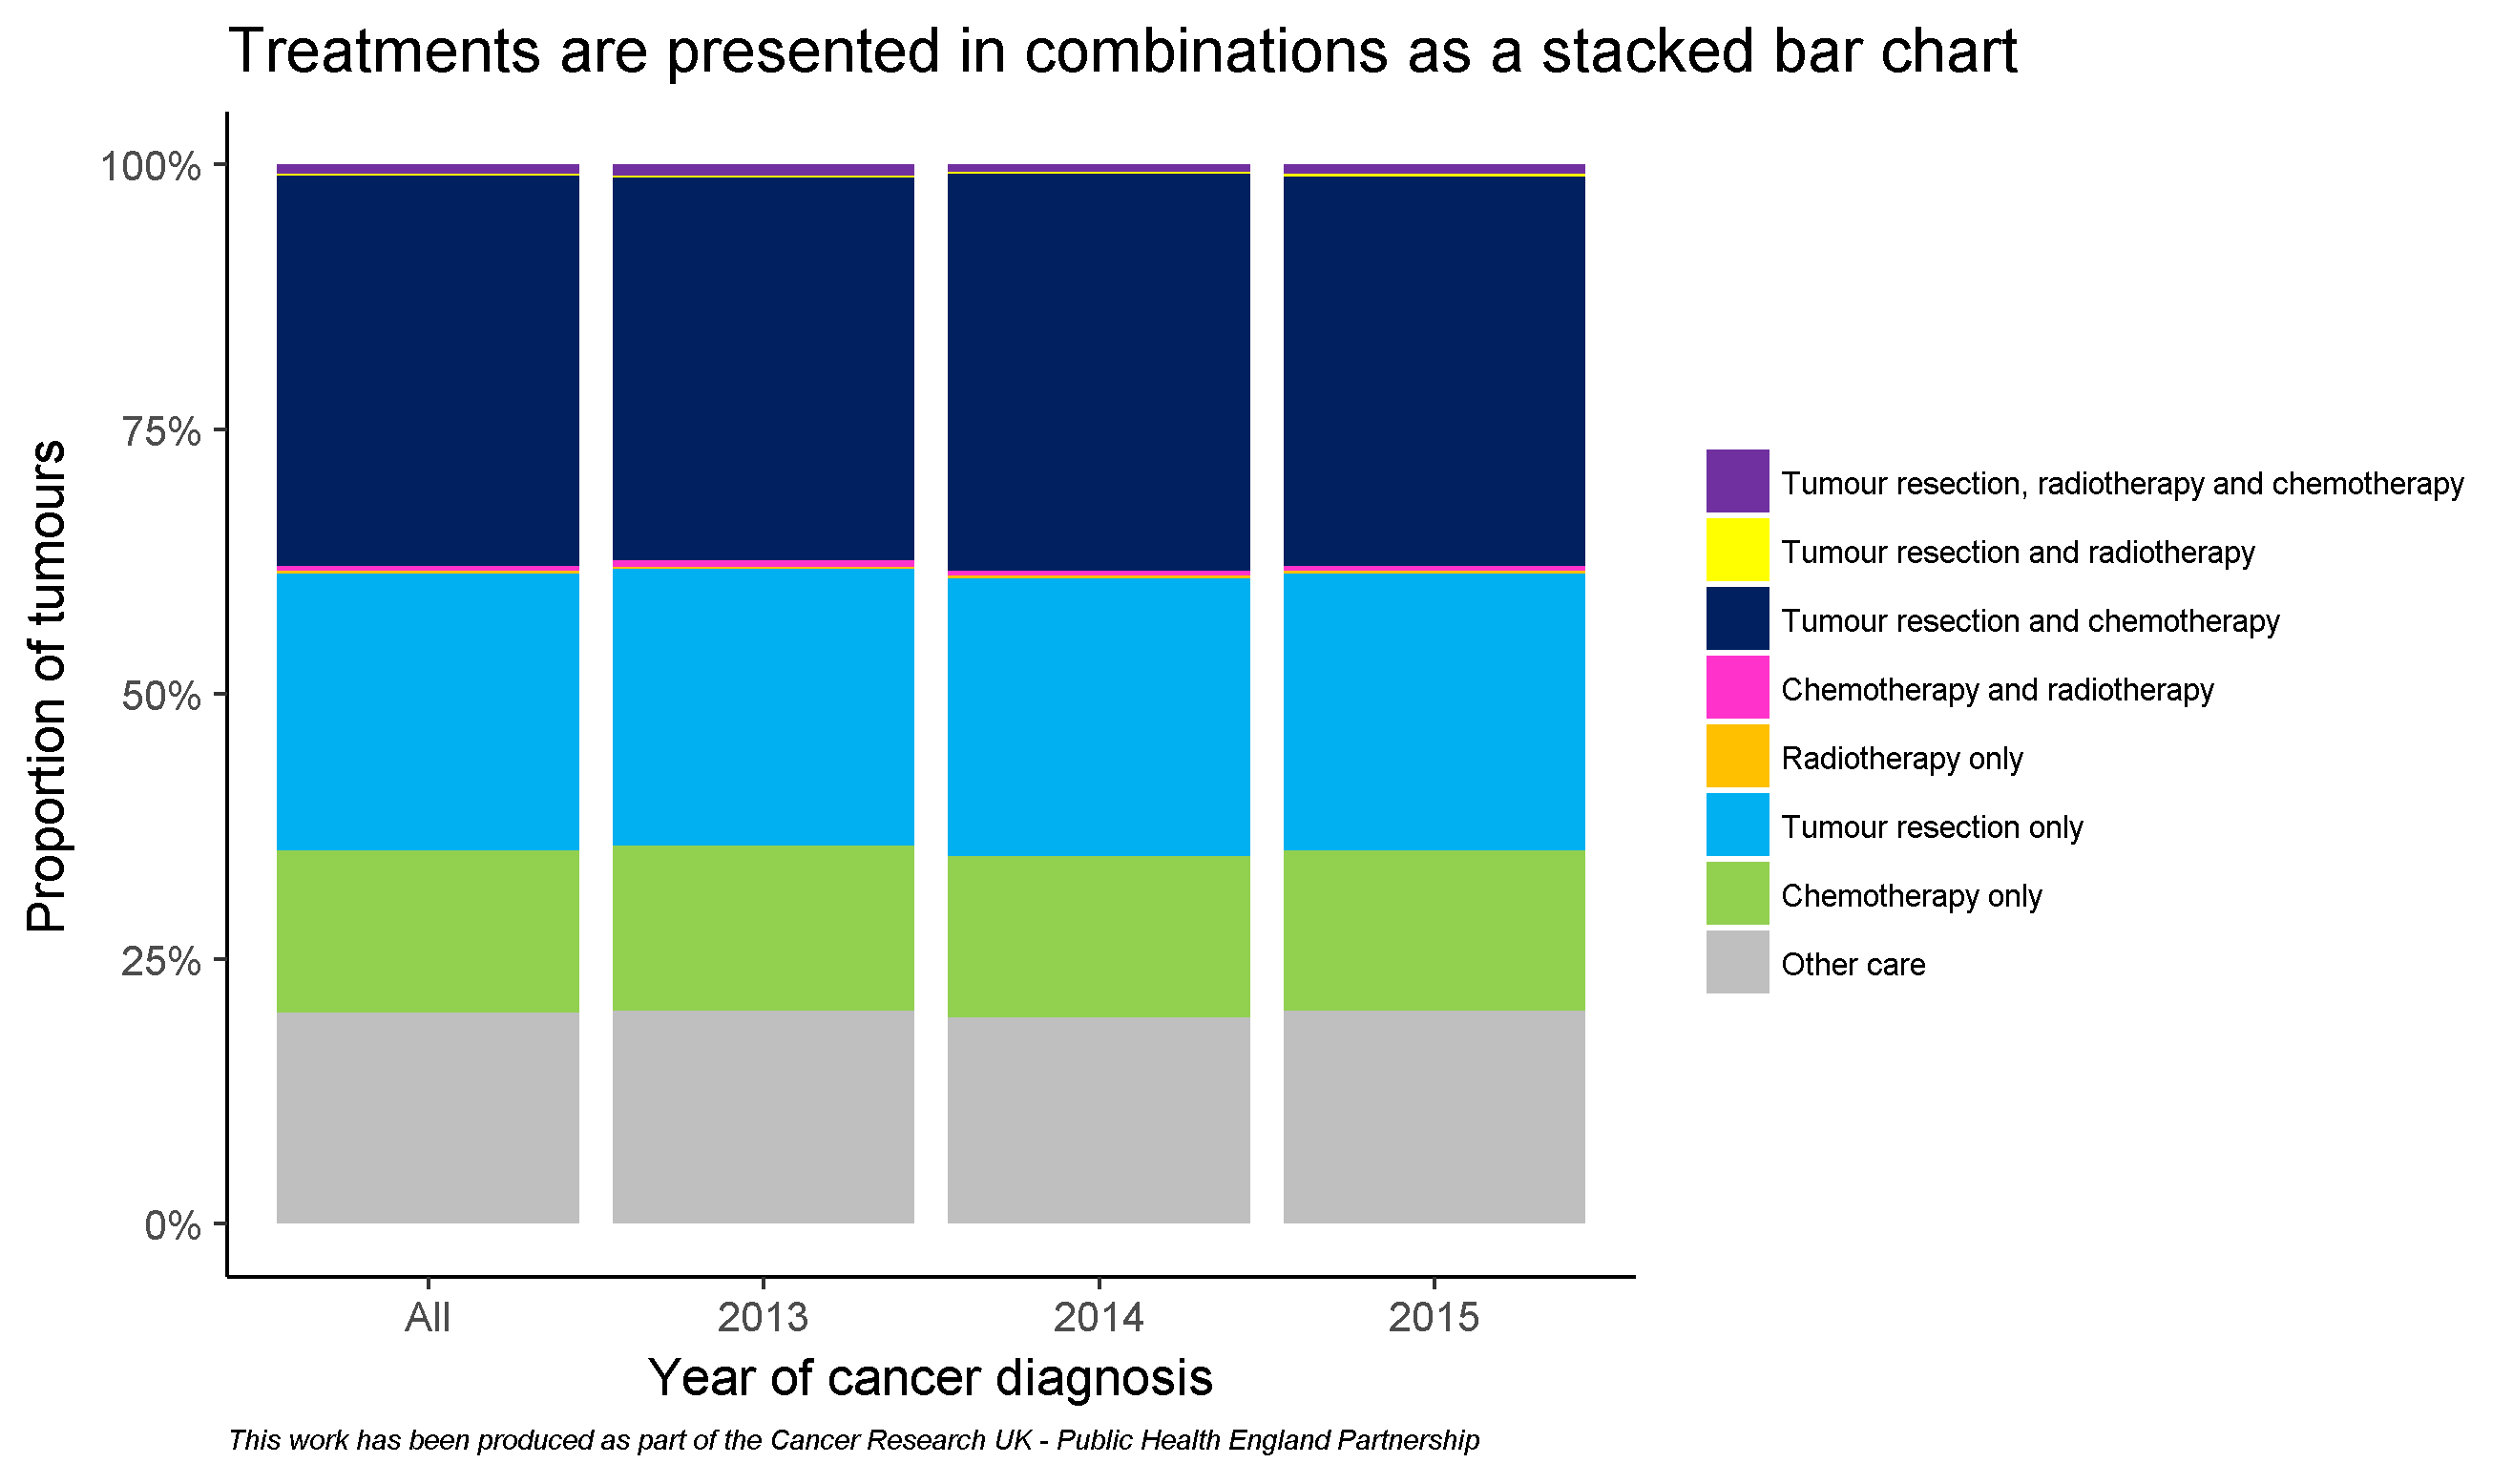 Treatments are presented in combinations as a stacked bar chart
100%
75%
50%
25%
0%
Proportion of tumours
All
2013
2014
2015
Year of cancer diagnosis
Tumour resection, radiotherapy and chemotherapy
Tumour resection and radiotherapy
Tumour resection and chemotherapy
Chemotherapy and radiotherapy
Radiotherapy only
Tumour resection only
Chemotherapy only
Other care
This work has been produced as part of the Cancer Research UK - Public Health England Partnership